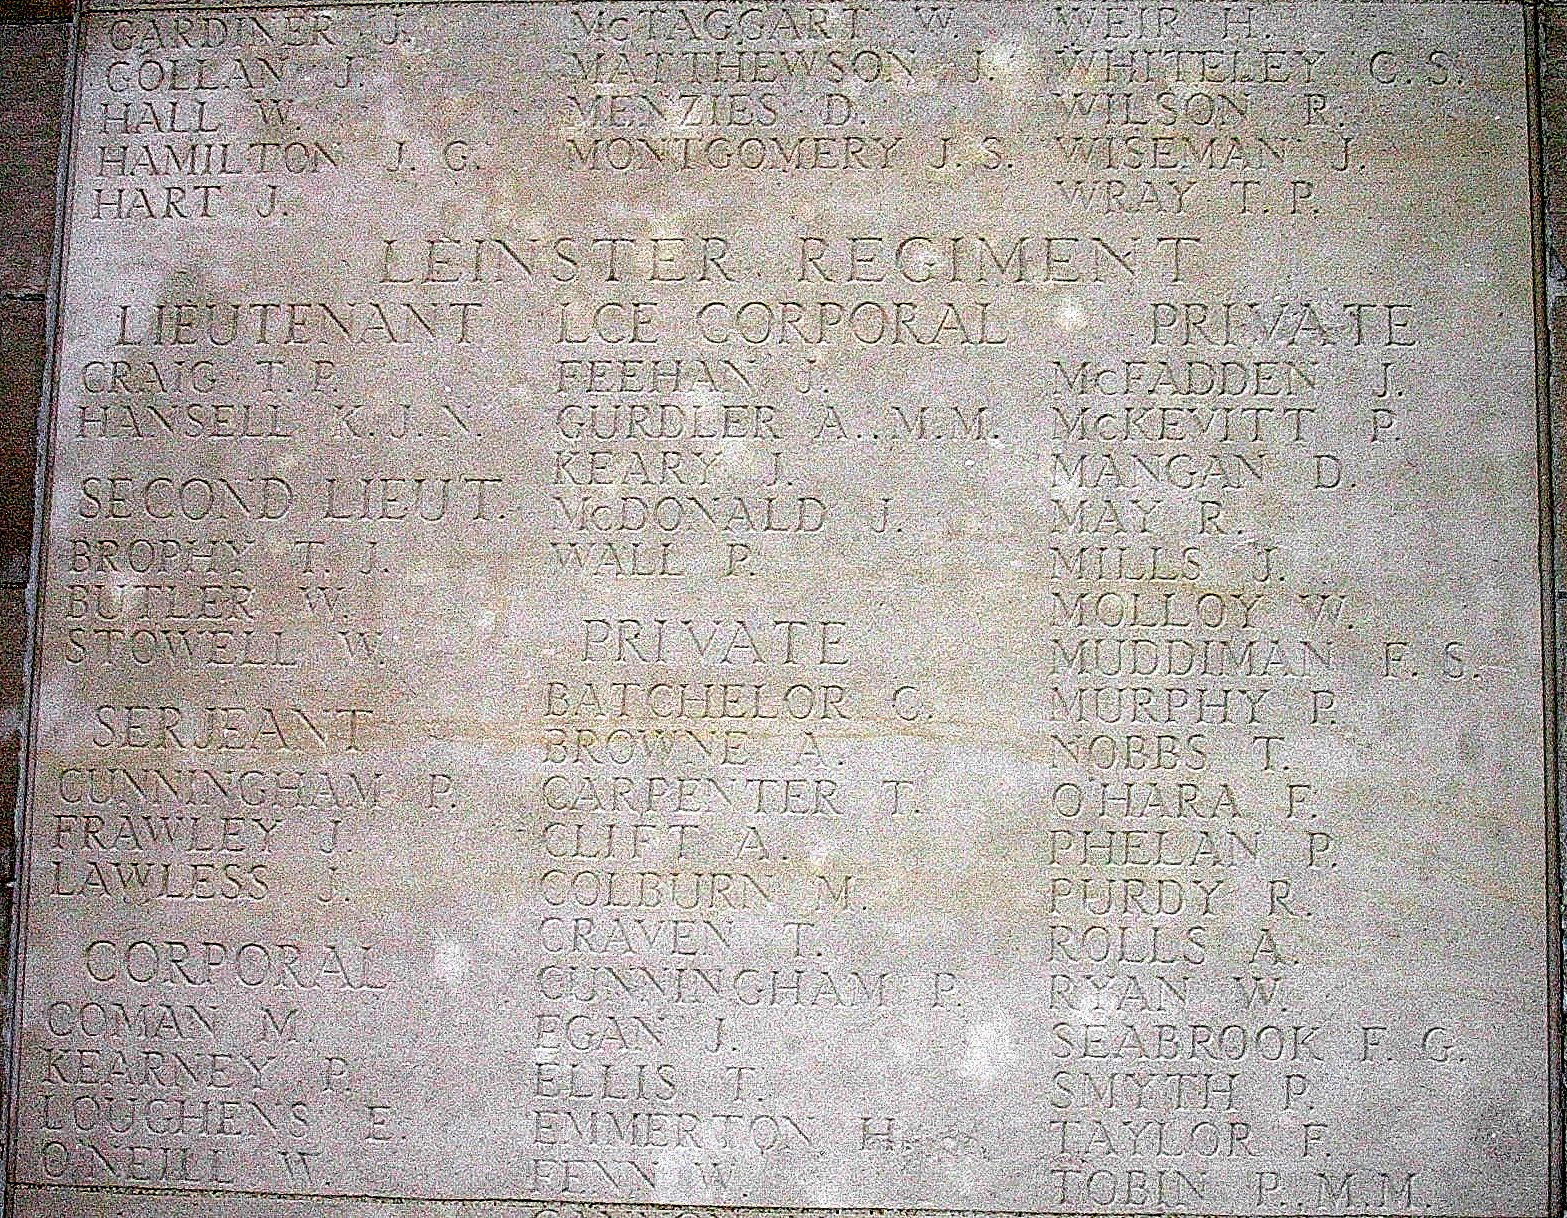 GARDINER J.
GOLLAN J.
HALL W.
HAMILTON J. G.
HART J.
McTAGGART W.
MATTHEWSON J.
MENZIES D.
MONTGOMERY J.S.
WEIR H.
WHITELEY C.S.
WILSON R.
WISEMAN J.
WRAY T.P.
LEINSTER REGIMENT
LIEUTENANT
CRAIG T.P.
HANSELL K.J.N.
SECOND LIEUT.
BROPHY T.J.
BUTLER W.
STOWELL W.
SERJEANT
CUNNINGHAM P.
FRAWLEY J.
LAWLESS J.
CORPORAL
COMAN M.
KEARNEY P.
LOUGHENS E.
O'NEILL W.
LCE CORPORAL
FEEHAN J.
GURDLER A., M.M.
KEARY J.
McDONALD J.
WALL P.
PRIVATE
BATCHELOR C.
BROWNE A.
CARPENTER T.
CLIFT A.
COLBURN M.
CRAVEN T.
CUNNINGHAM P.
EGAN J.
ELLIS T.
EMMERTON H.
FENN W.
PRIVATE
McFADDEN J.
McKEVITT P.
MANGAN D.
MAY R.
MILLS J.
MOLLOY W.
MUDDIMAN F. S.
MURPHY P.
NOBBS T.
O'HARA F.
PHELAN P.
PURDY R.
ROLLS A.
RYAN W.
SEABROOK F. G.
SMYTH P.
TAYLOR F.
TOBIN P. M.M.